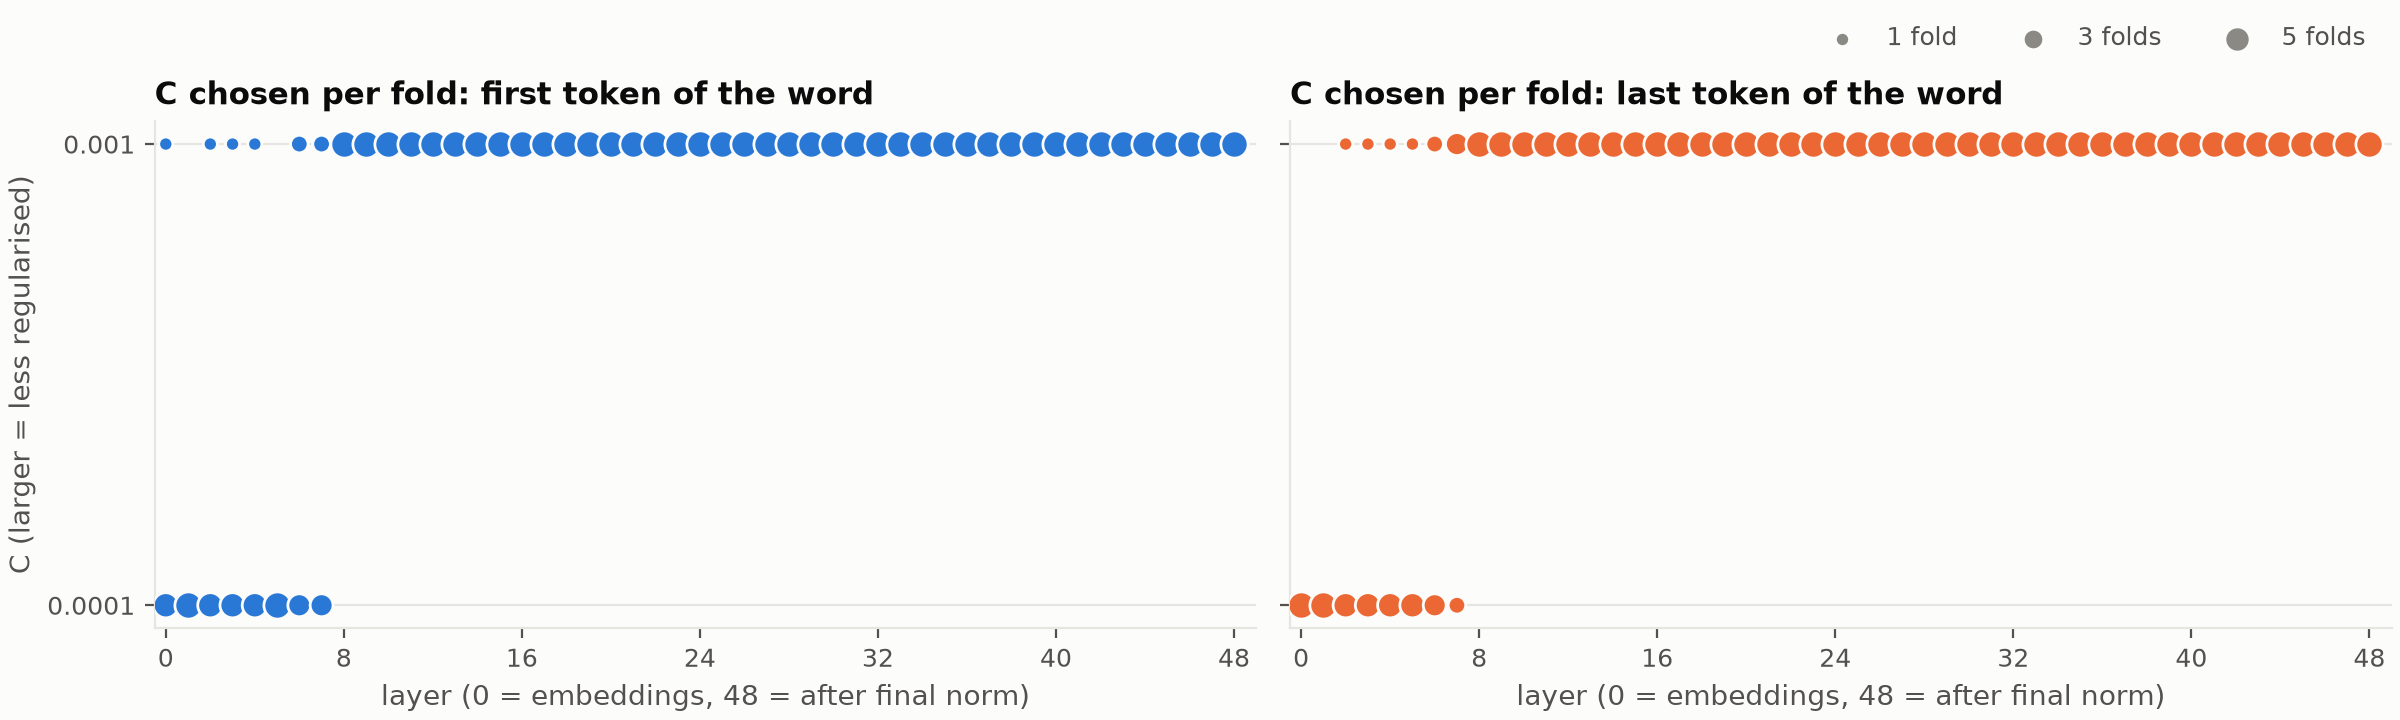 1 fold 3 folds 5 folds
C chosen per fold: first token of the word
C (larger = less regularised)
0.001
0.0001
0 8 16 24 32 40 48
layer (0 = embeddings, 48 = after final norm)
C chosen per fold: last token of the word
0 8 16 24 32 40 48
layer (0 = embeddings, 48 = after final norm)